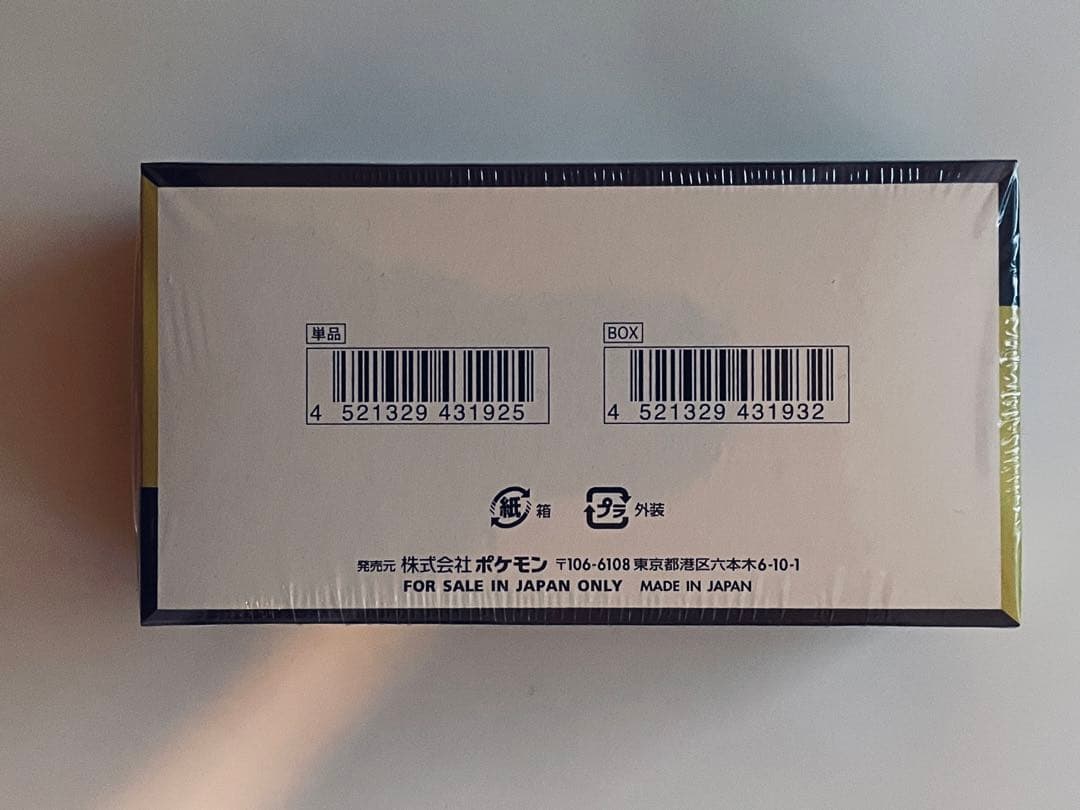 単品
4 521329 431925
BOX
4 521329 431932
紙 箱
プラ 外装
発売元 株式会社 ポケモン 〒106-6108 東京都港区六本木6-10-1
FOR SALE IN JAPAN ONLY MADE IN JAPAN